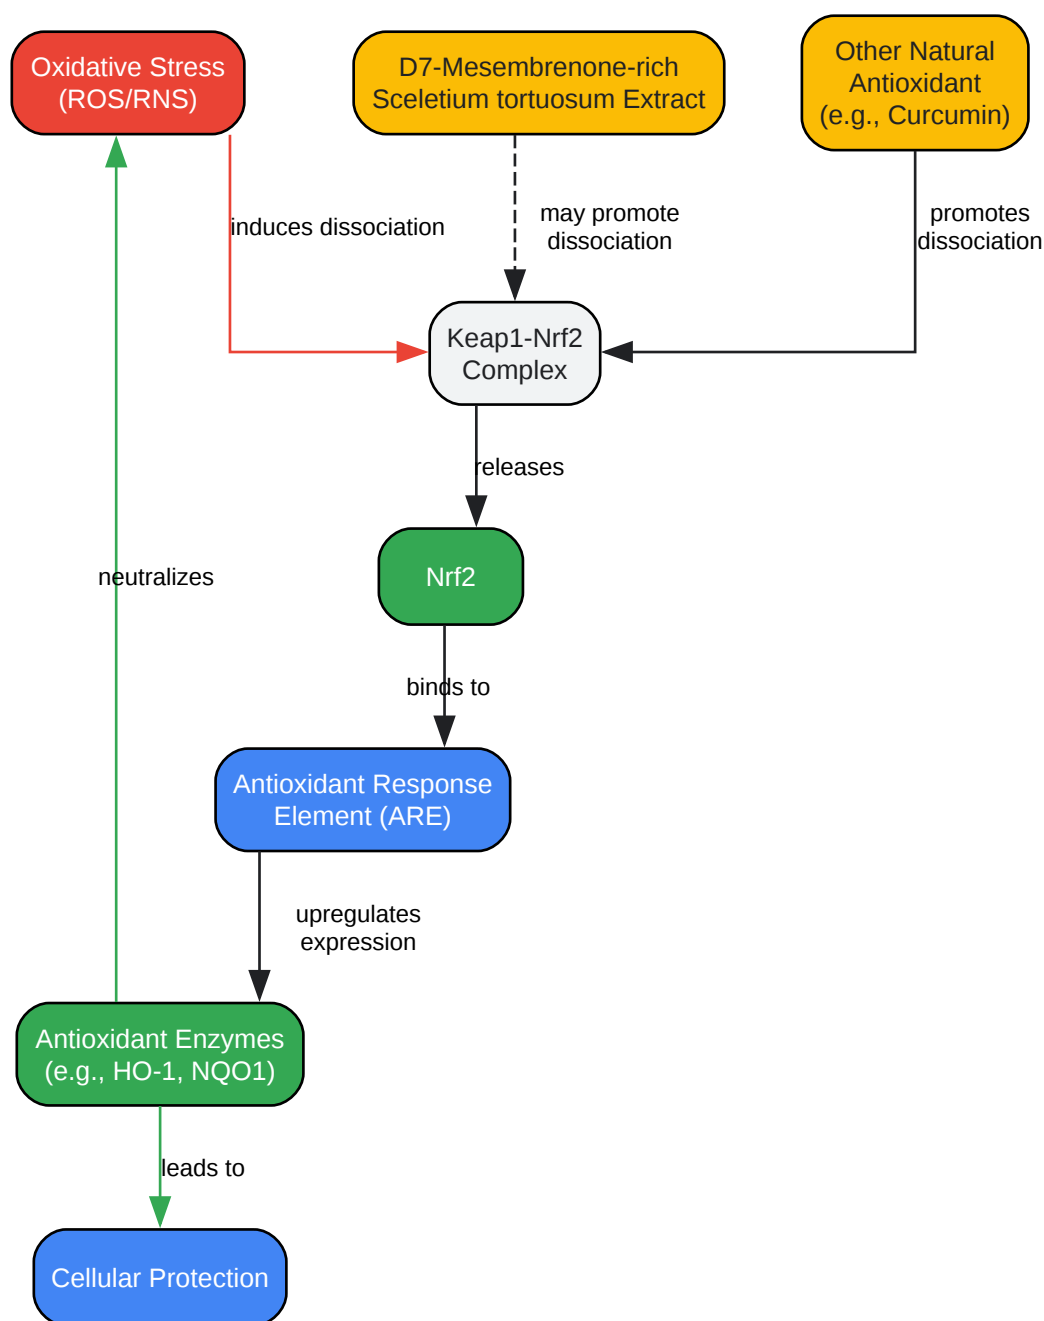 Oxidative Stress
(ROS/RNS)
D7-Mesembrenone-rich
Sceletium tortuosum Extract
Other Natural
Antioxidant
(e.g., Curcumin)
induces dissociation
may promote
dissociation
promotes
dissociation
Keap1-Nrf2
Complex
releases
Nrf2
neutralizes
binds to
Antioxidant Response
Element (ARE)
upregulates
expression
Antioxidant Enzymes
(e.g., HO-1, NQO1)
leads to
Cellular Protection